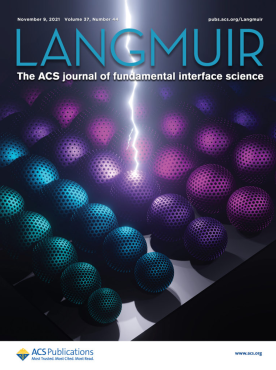 November 9, 2021 Volume 37, Number 44
pubs.acs.org/Langmuir
LANGMUIR
The ACS journal of fundamental interface science
ACS Publications
Most Trusted. Most Cited. Most Read.
www.acs.org